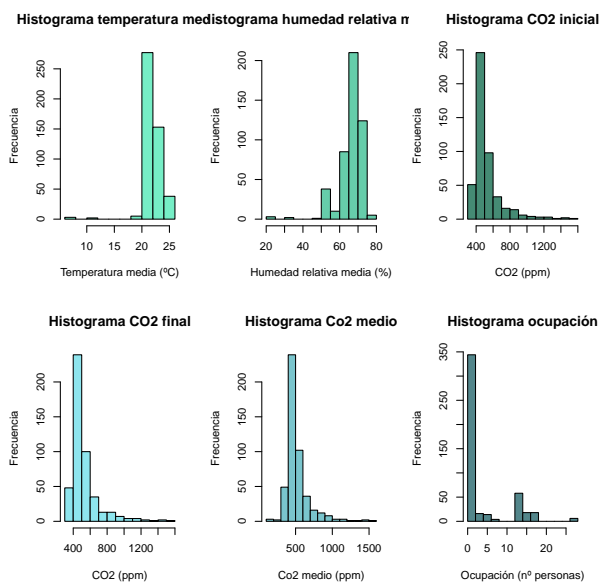 Histograma temperatura med
istograma humedad relativa m
Histograma CO2 inicial
Frecuencia
250
200
150
100
50
0
10 15 20 25
Temperatura media (ºC)
Frecuencia
200
150
100
50
0
20 40 60 80
Humedad relativa media (%)
Frecuencia
250
200
150
100
50
0
400 800 1200
CO2 (ppm)
Histograma CO2 final
Frecuencia
200
150
100
50
0
400 800 1200
CO2 (ppm)
Histograma Co2 medio
Frecuencia
200
150
100
50
0
500 1000 1500
Co2 medio (ppm)
Histograma ocupación
Frecuencia
350
250
150
50
0
0 5 10 20
Ocupación (nº personas)